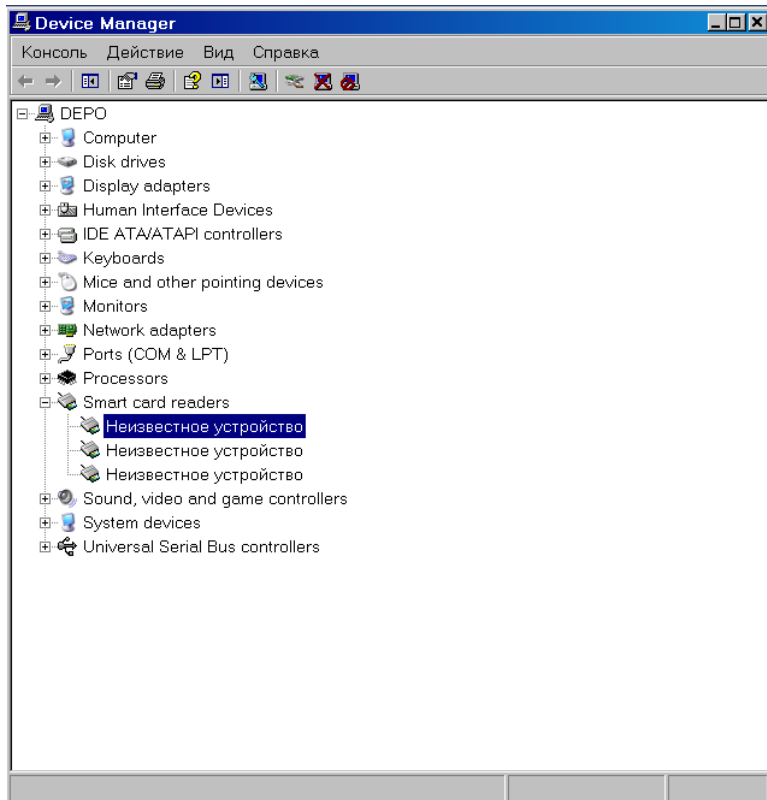 Device Manager
Консоль Действие Вид Справка
DEPO
Computer
Disk drives
Display adapters
Human Interface Devices
IDE ATA/ATAPI controllers
Keyboards
Mice and other pointing devices
Monitors
Network adapters
Ports (COM & LPT)
Processors
Smart card readers
Неизвестное устройство
Неизвестное устройство
Неизвестное устройство
Sound, video and game controllers
System devices
Universal Serial Bus controllers